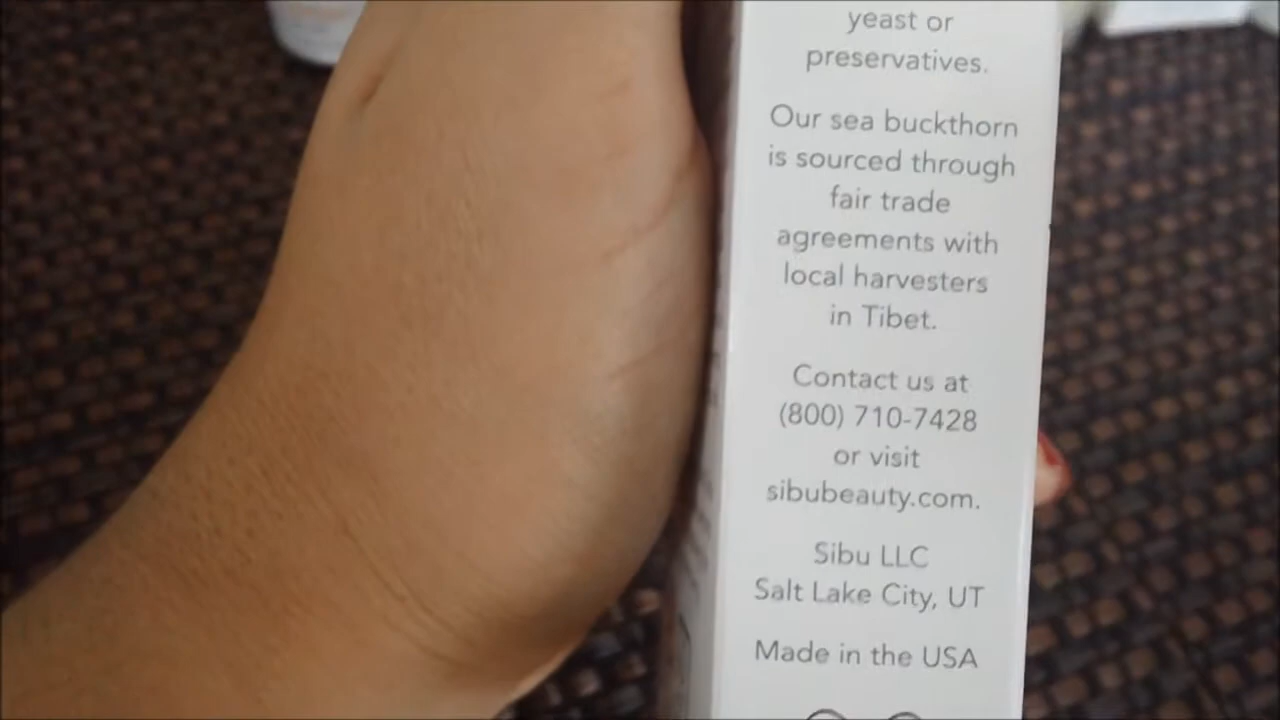 yeast or
preservatives.
Our sea buckthorn
is sourced through
fair trade
agreements with
local harvesters
in Tibet.
Contact us at
(800) 710-7428
or visit
sibubeauty.com.
Sibu LLC
Salt Lake City, UT
Made in the USA